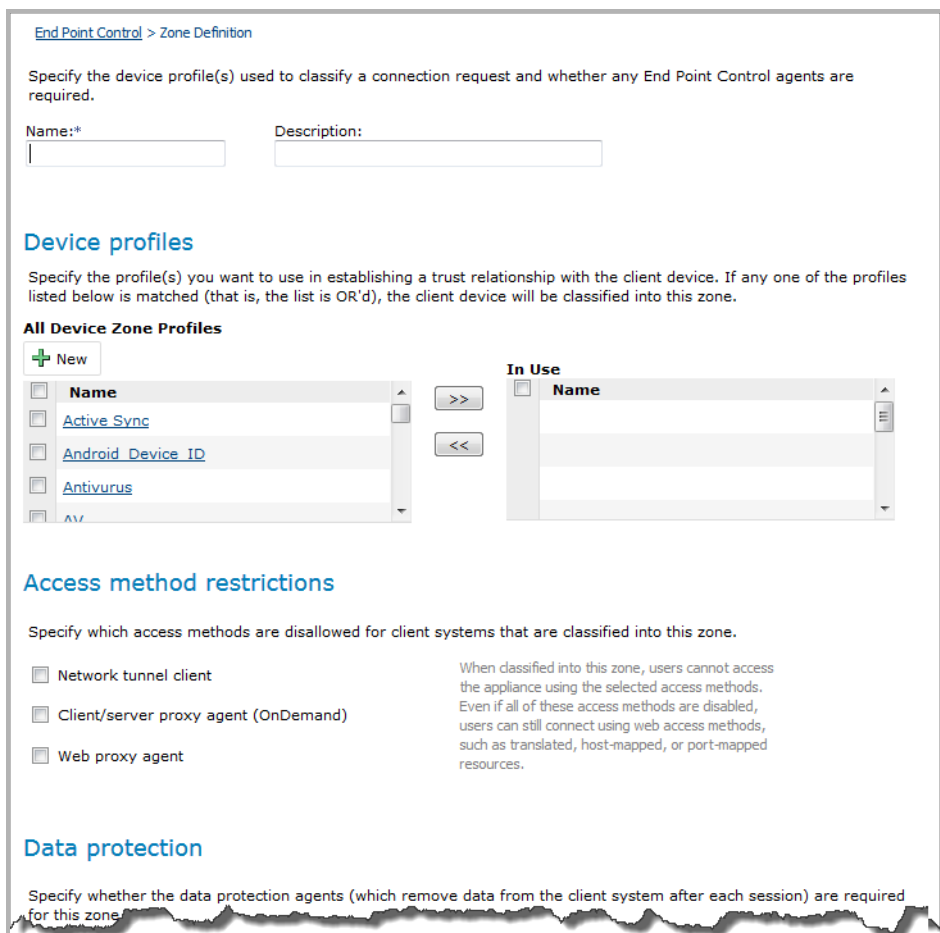 End Point Control > Zone Definition
Specify the device profile(s) used to classify a connection request and whether any End Point Control agents are
required.
Name:*
Description:
Device profiles
Specify the profile(s) you want to use in establishing a trust relationship with the client device. If any one of the profiles
listed below is matched (that is, the list is OR'd), the client device will be classified into this zone.
All Device Zone Profiles
New
Name
Active Sync
Android_Device_ID
Antivurus
AV
>>
<<
In Use
Name
Access method restrictions
Specify which access methods are disallowed for client systems that are classified into this zone.
Network tunnel client
Client/server proxy agent (OnDemand)
Web proxy agent
When classified into this zone, users cannot access
the appliance using the selected access methods.
Even if all of these access methods are disabled,
users can still connect using web access methods,
such as translated, host-mapped, or port-mapped
resources.
Data protection
Specify whether the data protection agents (which remove data from the client system after each session) are required
for this zone